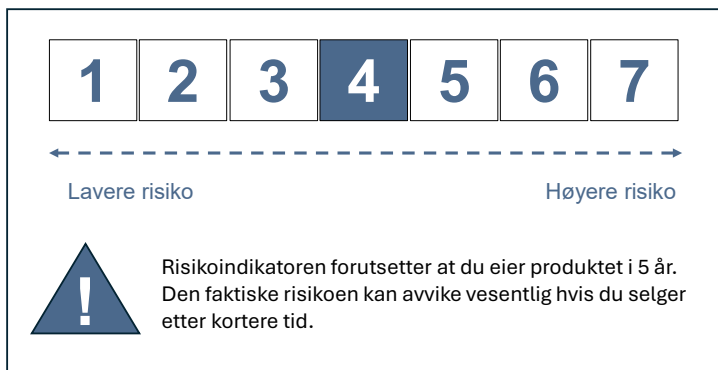 1 2 3 4 5 6 7
Lavere risiko Høyere risiko
!
Risikoindikatoren forutsetter at du eier produktet i 5 år.
Den faktiske risikoen kan avvike vesentlig hvis du selger
etter kortere tid.